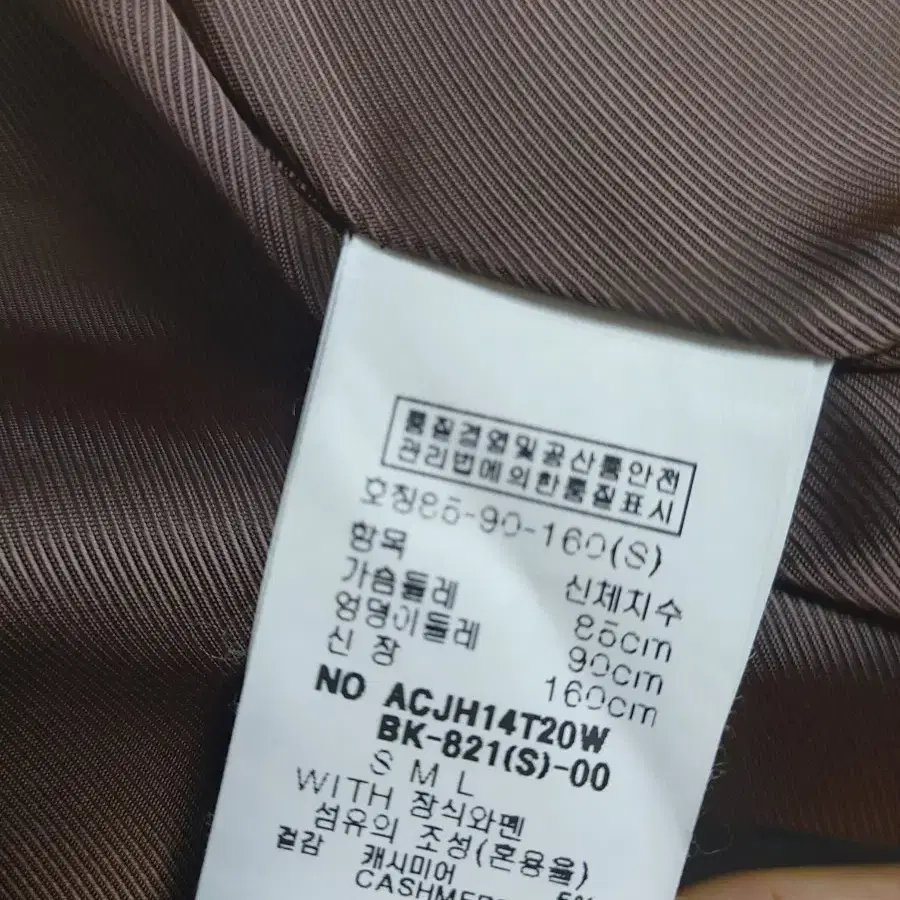 품질경영및공산품안전
관리법에의한품질표시
호칭85-90-160(S)
항목 신체지수
가슴둘레 85cm
엉덩이둘레 90cm
신 장 160cm
NO ACJH14T20W
BK-821(S)-00
S M L
WITH 장식와펜
섬유의 조성(혼용율)
겉감 캐시미어 5%